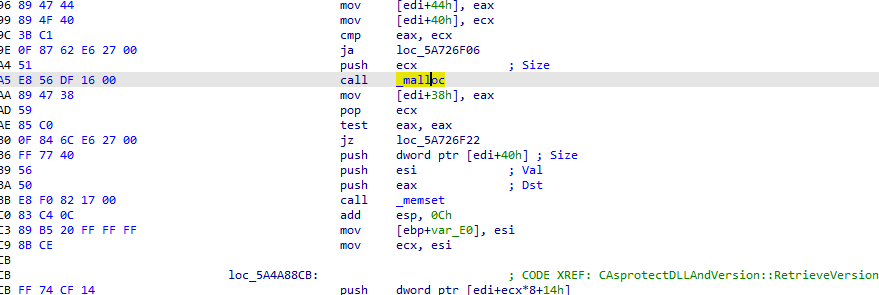 96 89 47 44 mov [edi+44h], eax
99 89 4F 40 mov [edi+40h], ecx
9C 3B C1 cmp eax, ecx
9E 0F 87 62 E6 27 00 ja loc_5A726F06
A4 51 push ecx ; Size
A5 E8 56 DF 16 00 call _malloc
AA 89 47 38 mov [edi+38h], eax
AD 59 pop ecx
AE 85 C0 test eax, eax
B0 0F 84 6C E6 27 00 jz loc_5A726F22
B6 FF 77 40 push dword ptr [edi+40h] ; Size
B9 56 push esi ; Val
BA 50 push eax ; Dst
BB E8 F0 82 17 00 call _memset
C0 83 C4 0C add esp, 0Ch
C3 89 B5 20 FF FF FF mov [ebp+var_E0], esi
C9 8B CE mov ecx, esi
CB
CB loc_5A4A88CB: ; CODE XREF: CAsprotectDLLAndVersion::RetrieveVersion
CB FF 74 CF 14 push dword ptr [edi+ecx*8+14h]